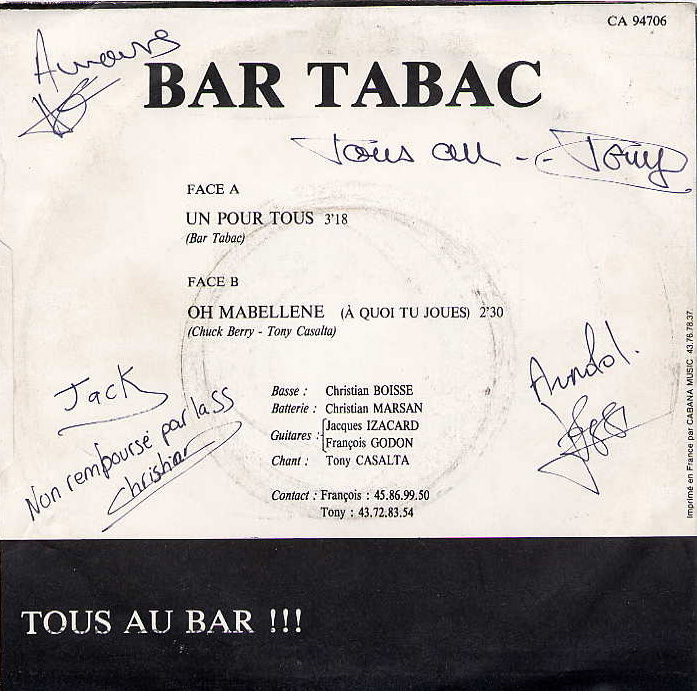 CA 94706
BAR TABAC
Tous au -- Tony
FACE A
UN POUR TOUS 3'18
(Bar Tabac)
FACE B
OH MABELLENE (À QUOI TU JOUES) 2'30
(Chuck Berry - Tony Casalta)
Jack
Non remboursé par la SS
Christian
Basse : Christian BOISSE
Batterie : Christian MARSAN
Guitares : Jacques IZACARD
François GODON
Chant : Tony CASALTA
Contact : François : 45.86.99.50
Tony : 43.72.83.54
Imprimé en France par CABANA MUSIC 43.76.78.37
TOUS AU BAR !!!